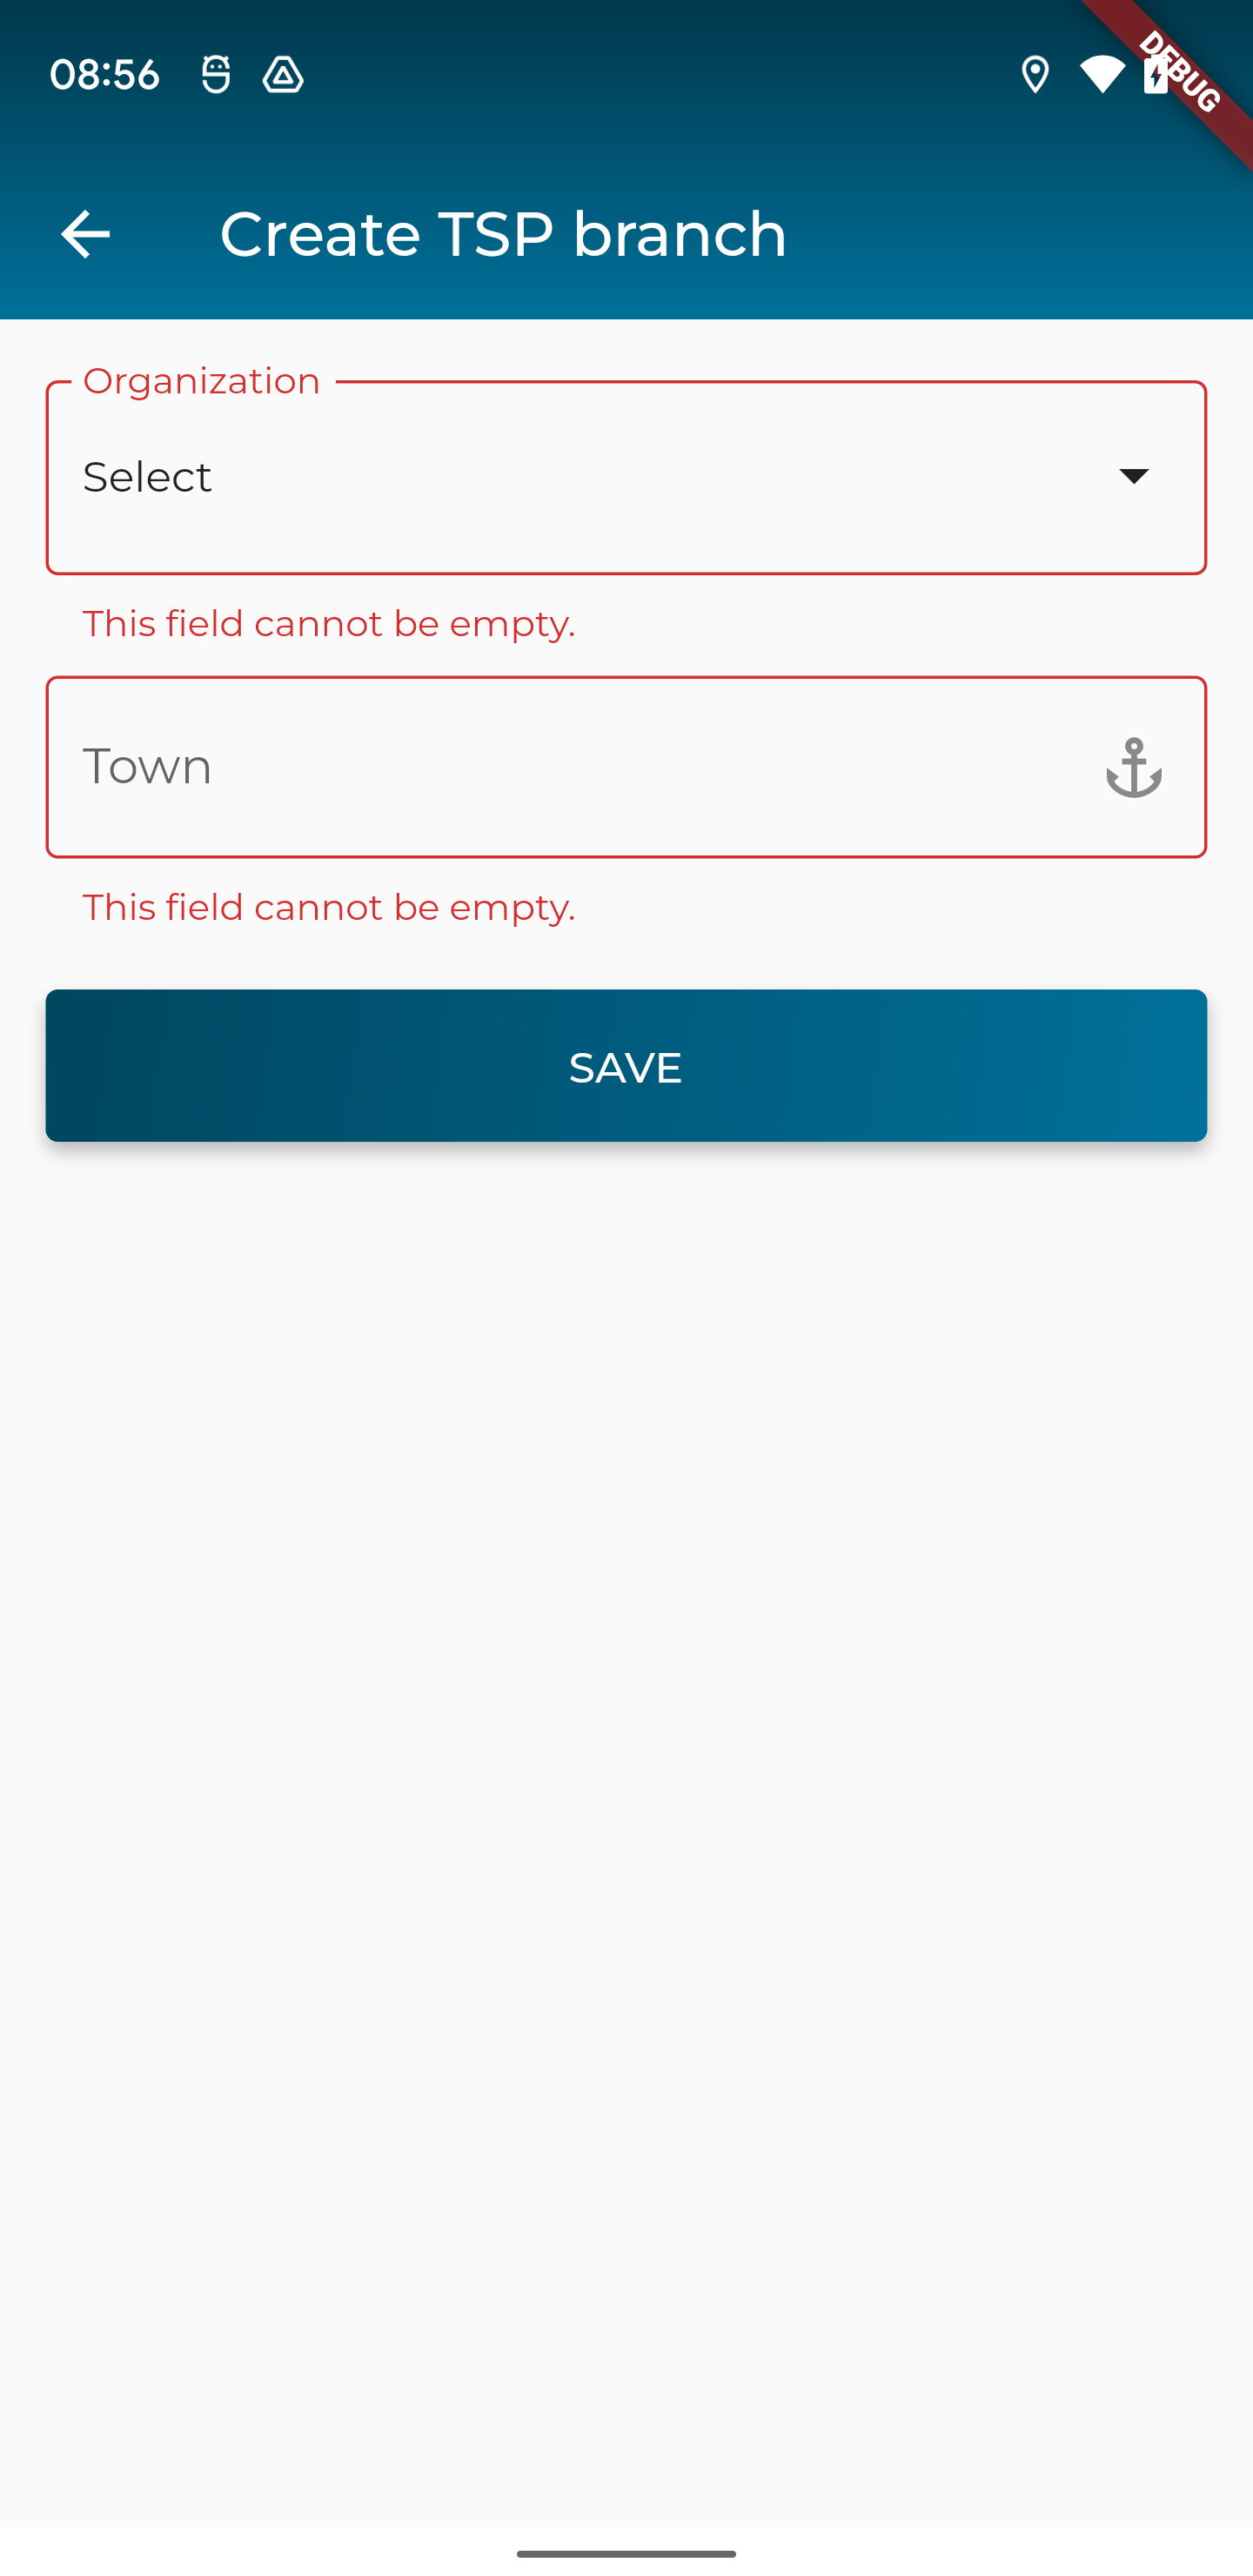 08:56
DEBUG
Create TSP branch
Organization
Select
This field cannot be empty.
Town
This field cannot be empty.
SAVE